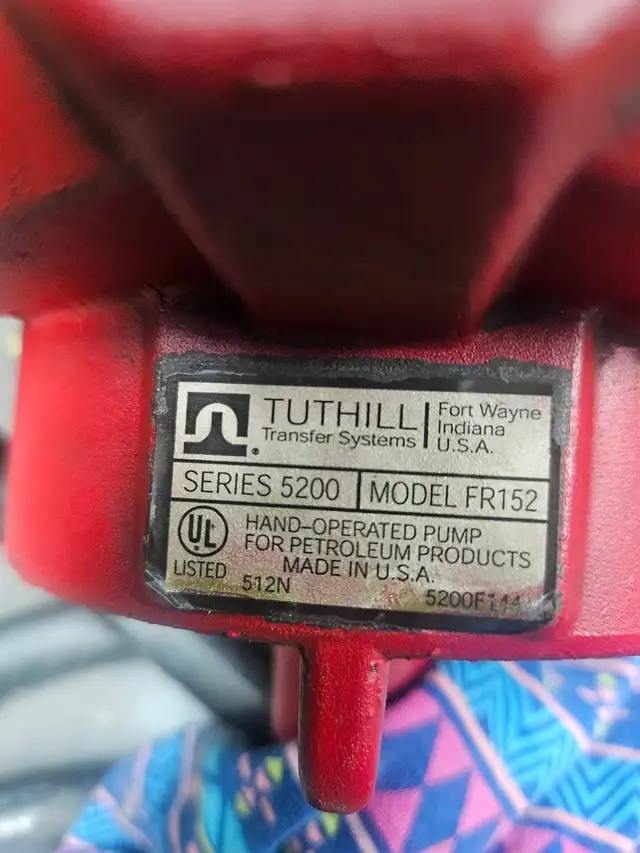 TUTHILL
Transfer Systems
Fort Wayne
Indiana
U.S.A.
SERIES 5200
MODEL FR152
UL
LISTED
HAND-OPERATED PUMP
FOR PETROLEUM PRODUCTS
MADE IN U.S.A.
512N
5200F144